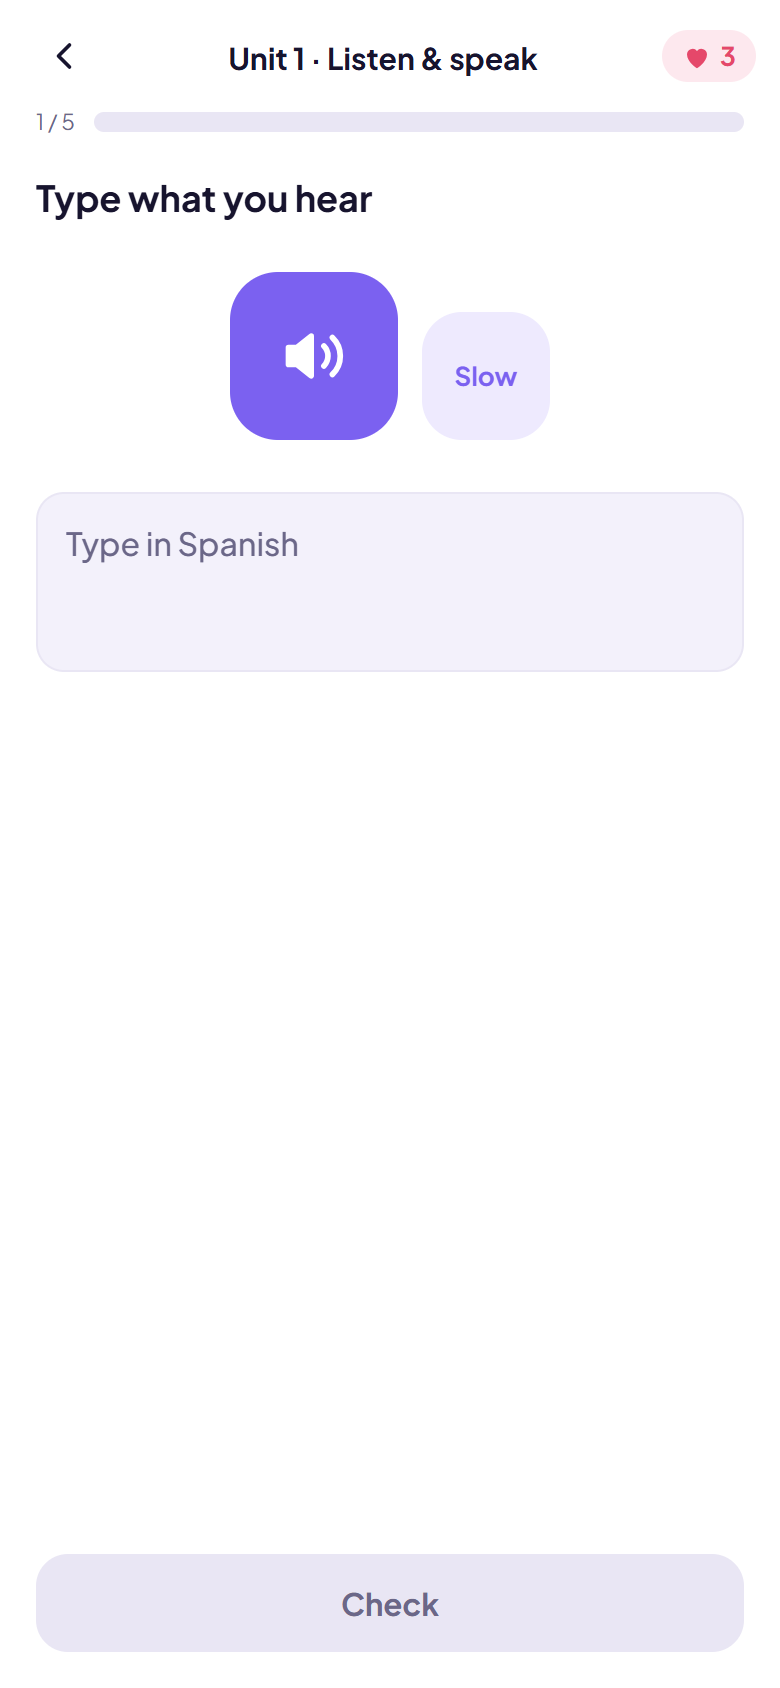 Unit 1 · Listen & speak
3
1 / 5
Type what you hear
Slow
Type in Spanish
Check